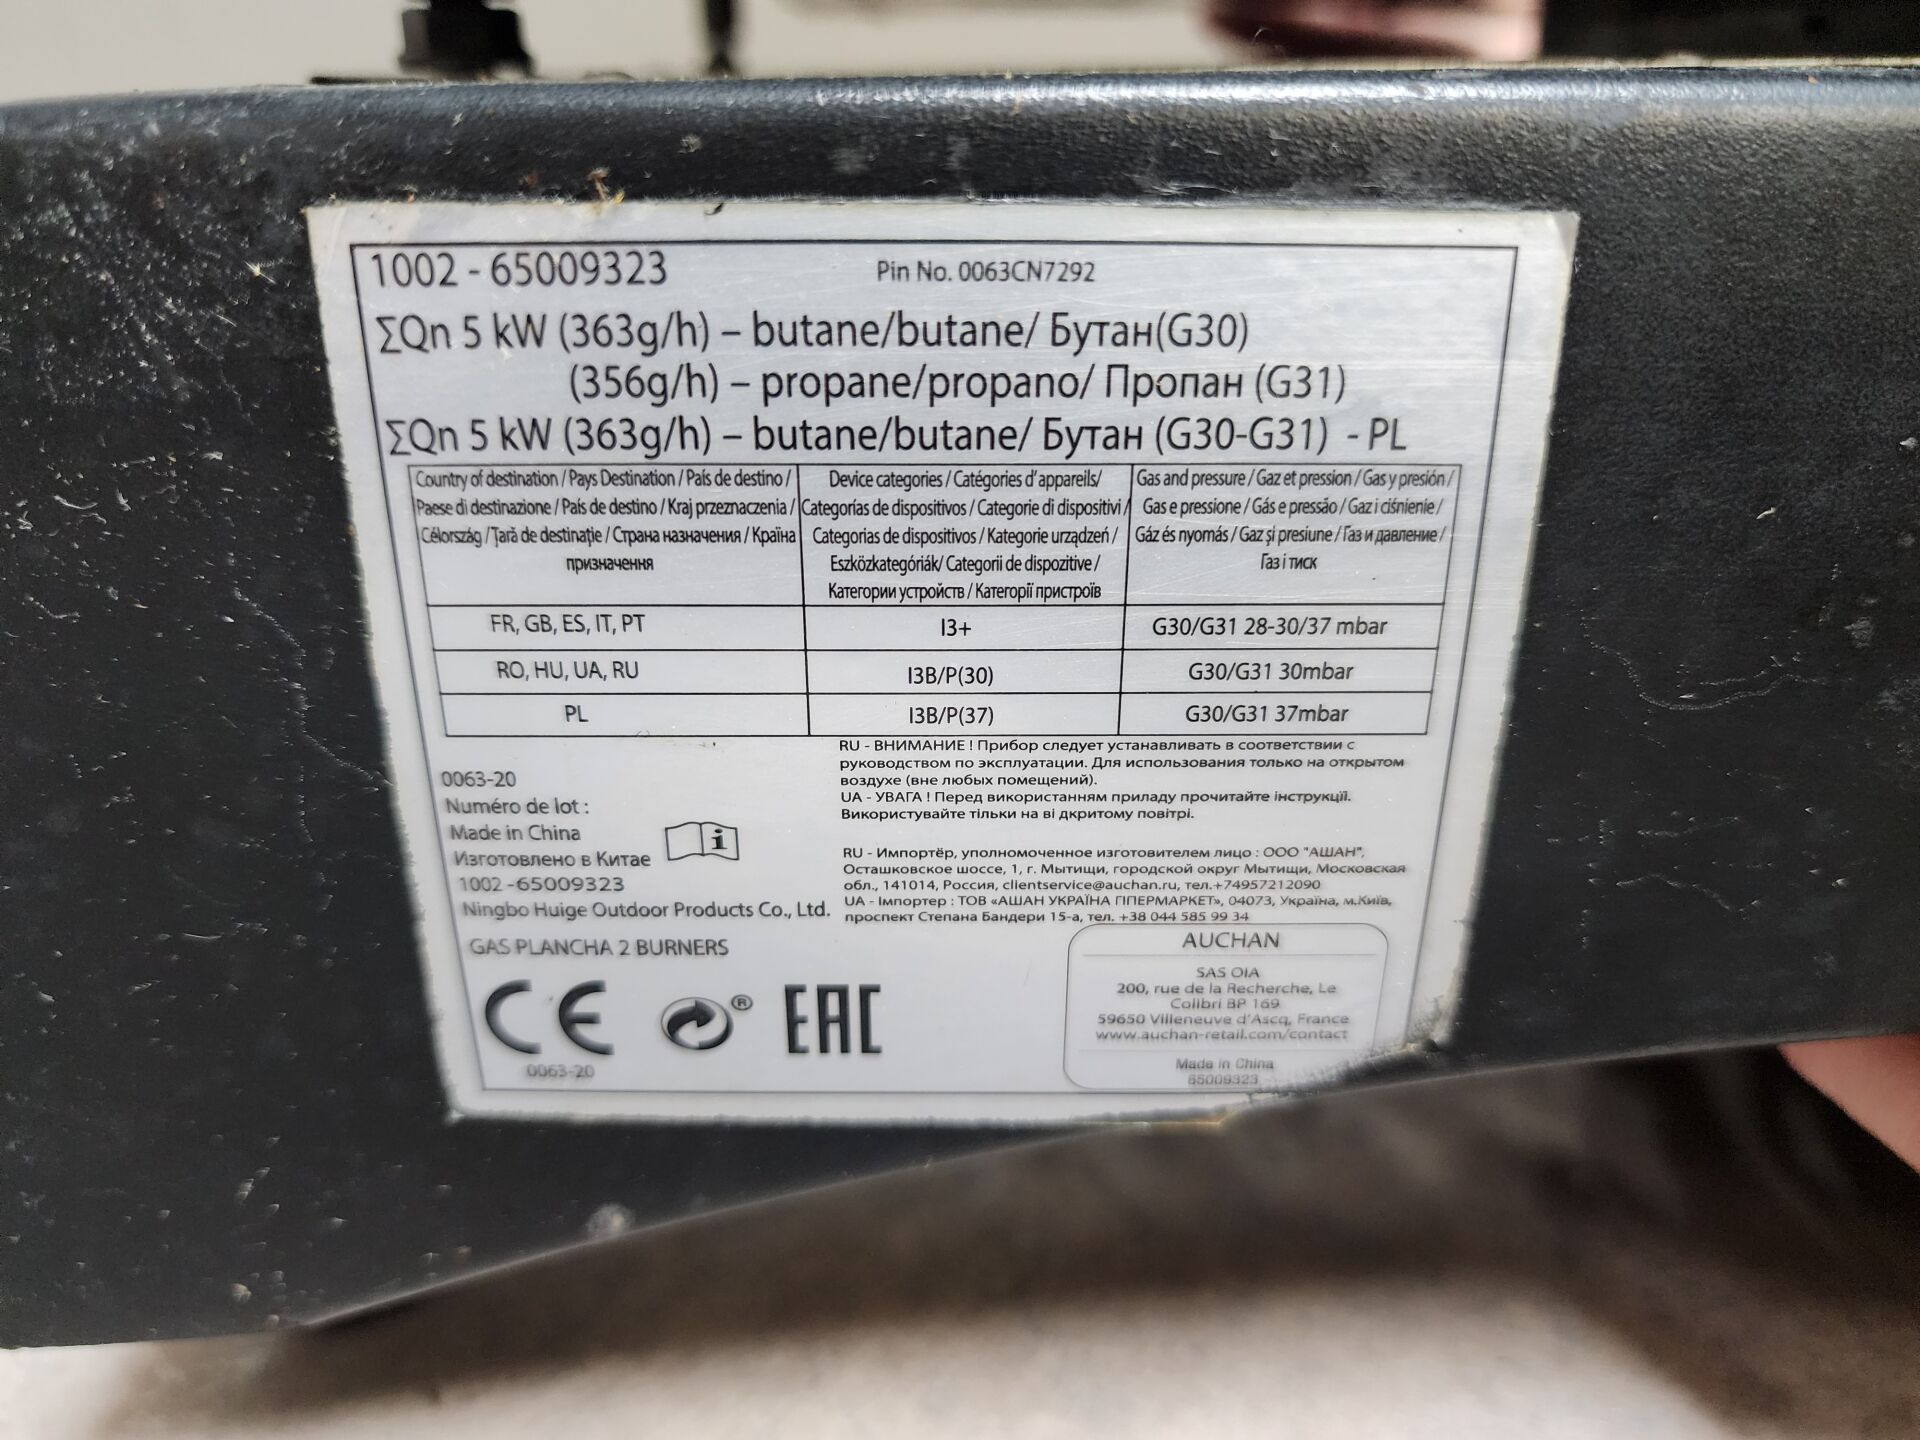 1002 - 65009323
Pin No. 0063CN7292
∑Qn 5 kW (363g/h) – butane/butane/ Бутан(G30)
(356g/h) – propane/propano/ Пропан (G31)
∑Qn 5 kW (363g/h) – butane/butane/ Бутан (G30-G31) - PL
Country of destination / Pays Destination / País de destino /
Paese di destinazione / País de destino / Kraj przeznaczenia /
Célország / Țară de destinație / Страна назначения / Країна
призначення
Device categories / Catégories d'appareils/
Categorías de dispositivos / Categorie di dispositivi /
Categorias de dispositivos / Kategorie urządzeń /
Eszközkategóriák/ Categorii de dispozitive /
Категории устройств / Категорії пристроїв
Gas and pressure / Gaz et pression / Gas y presión /
Gas e pressione / Gás e pressão / Gaz i ciśnienie /
Gáz és nyomás / Gaz și presiune / Газ и давление /
Газ і тиск
FR, GB, ES, IT, PT
I3+
G30/G31 28-30/37 mbar
RO, HU, UA, RU
I3B/P(30)
G30/G31 30mbar
PL
I3B/P(37)
G30/G31 37mbar
RU - ВНИМАНИЕ ! Прибор следует устанавливать в соответствии с
руководством по эксплуатации. Для использования только на открытом
воздухе (вне любых помещений).
UA - УВАГА ! Перед використанням приладу прочитайте інструкції.
Використувайте тільки на ві дкритому повітрі.
0063-20
Numéro de lot :
Made in China
Изготовлено в Китае
1002 -65009323
Ningbo Huige Outdoor Products Co., Ltd.
i
RU - Импортёр, уполномоченное изготовителем лицо : ООО "АШАН",
Осташковское шоссе, 1, г. Мытищи, городской округ Мытищи, Московская
обл., 141014, Россия, clientservice@auchan.ru, тел.+74957212090
UA - Імпортер : ТОВ «АШАН УКРАЇНА ГІПЕРМАРКЕТ», 04073, Україна, м.Київ,
проспект Степана Бандери 15-а, тел. +38 044 585 99 34
GAS PLANCHA 2 BURNERS
CE
0063-20
®
EAC
AUCHAN
SAS OIA
200, rue de la Recherche, Le
Colibri BP 169
59650 Villeneuve d'Ascq, France
www.auchan-retail.com/contact
Made in China
65009323